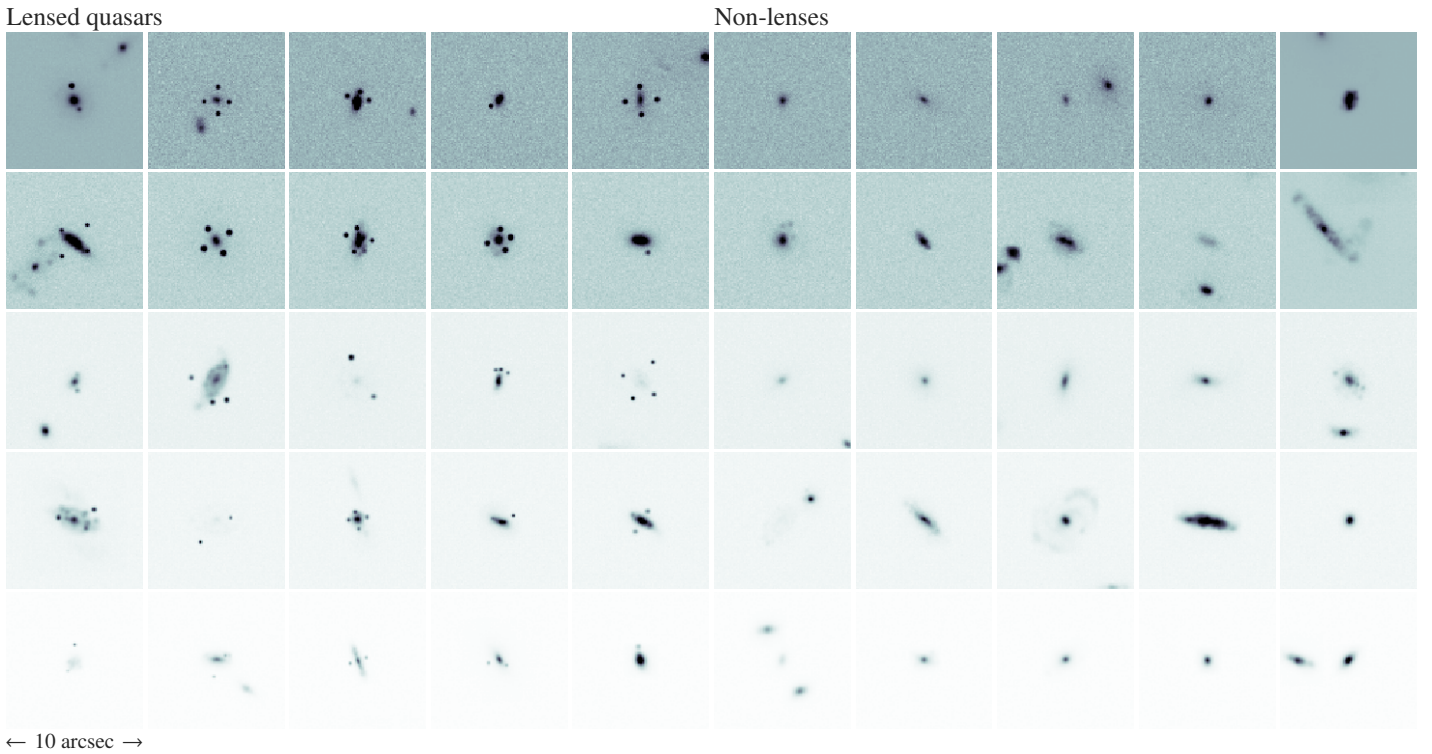 Lensed quasars
Non-lenses
← 10 arcsec →